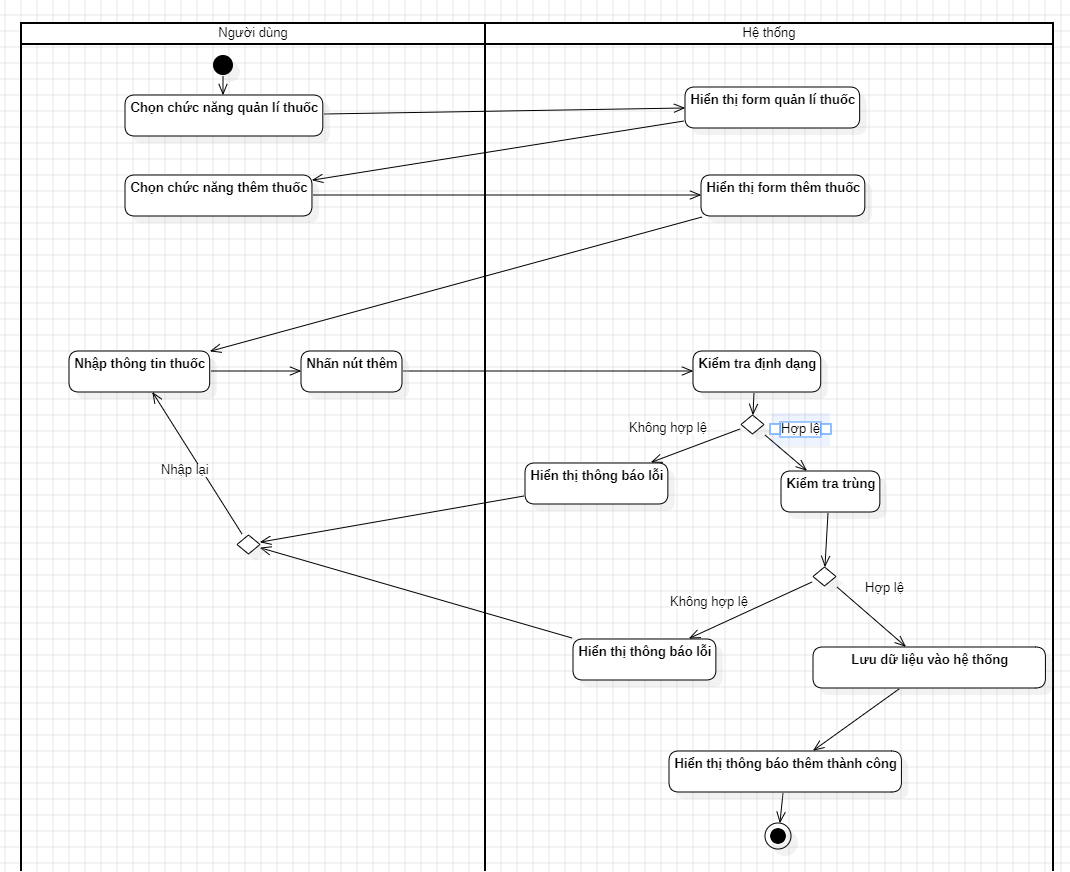 Người dùng
Hệ thống
Chọn chức năng quản lí thuốc
Hiển thị form quản lí thuốc
Chọn chức năng thêm thuốc
Hiển thị form thêm thuốc
Nhập thông tin thuốc
Nhấn nút thêm
Kiểm tra định dạng
Không hợp lệ
Hợp lệ
Nhập lại
Hiển thị thông báo lỗi
Kiểm tra trùng
Hợp lệ
Không hợp lệ
Hiển thị thông báo lỗi
Lưu dữ liệu vào hệ thống
Hiển thị thông báo thêm thành công